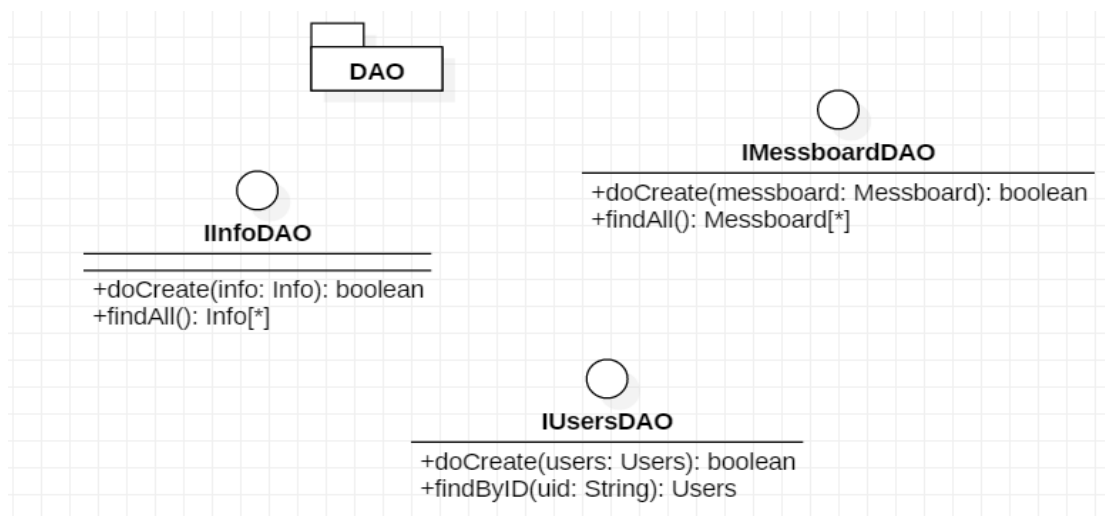 DAO
IMessboardDAO
+doCreate(messboard: Messboard): boolean
+findAll(): Messboard[*]
IInfoDAO
+doCreate(info: Info): boolean
+findAll(): Info[*]
IUsersDAO
+doCreate(users: Users): boolean
+findByID(uid: String): Users